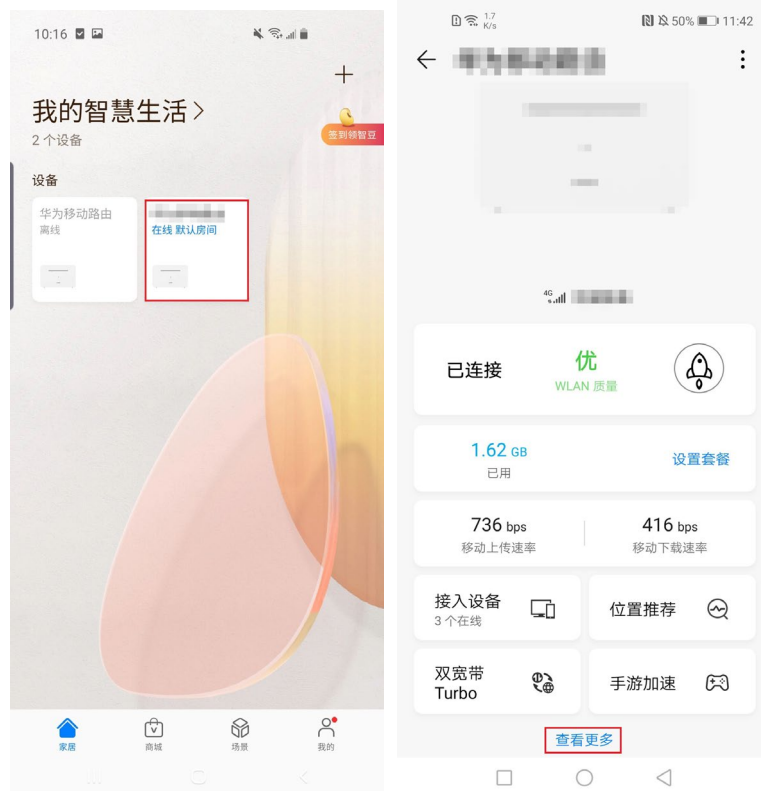 10:16
我的智慧生活
2 个设备
签到领智豆
设备
华为移动路由
离线
在线 默认房间
家居
商城
场景
我的
1.7
K/s
50%
11:42
4G
已连接
优
WLAN 质量
1.62 GB
已用
设置套餐
736 bps
移动上传速率
416 bps
移动下载速率
接入设备
3 个在线
位置推荐
双宽带
Turbo
手游加速
查看更多